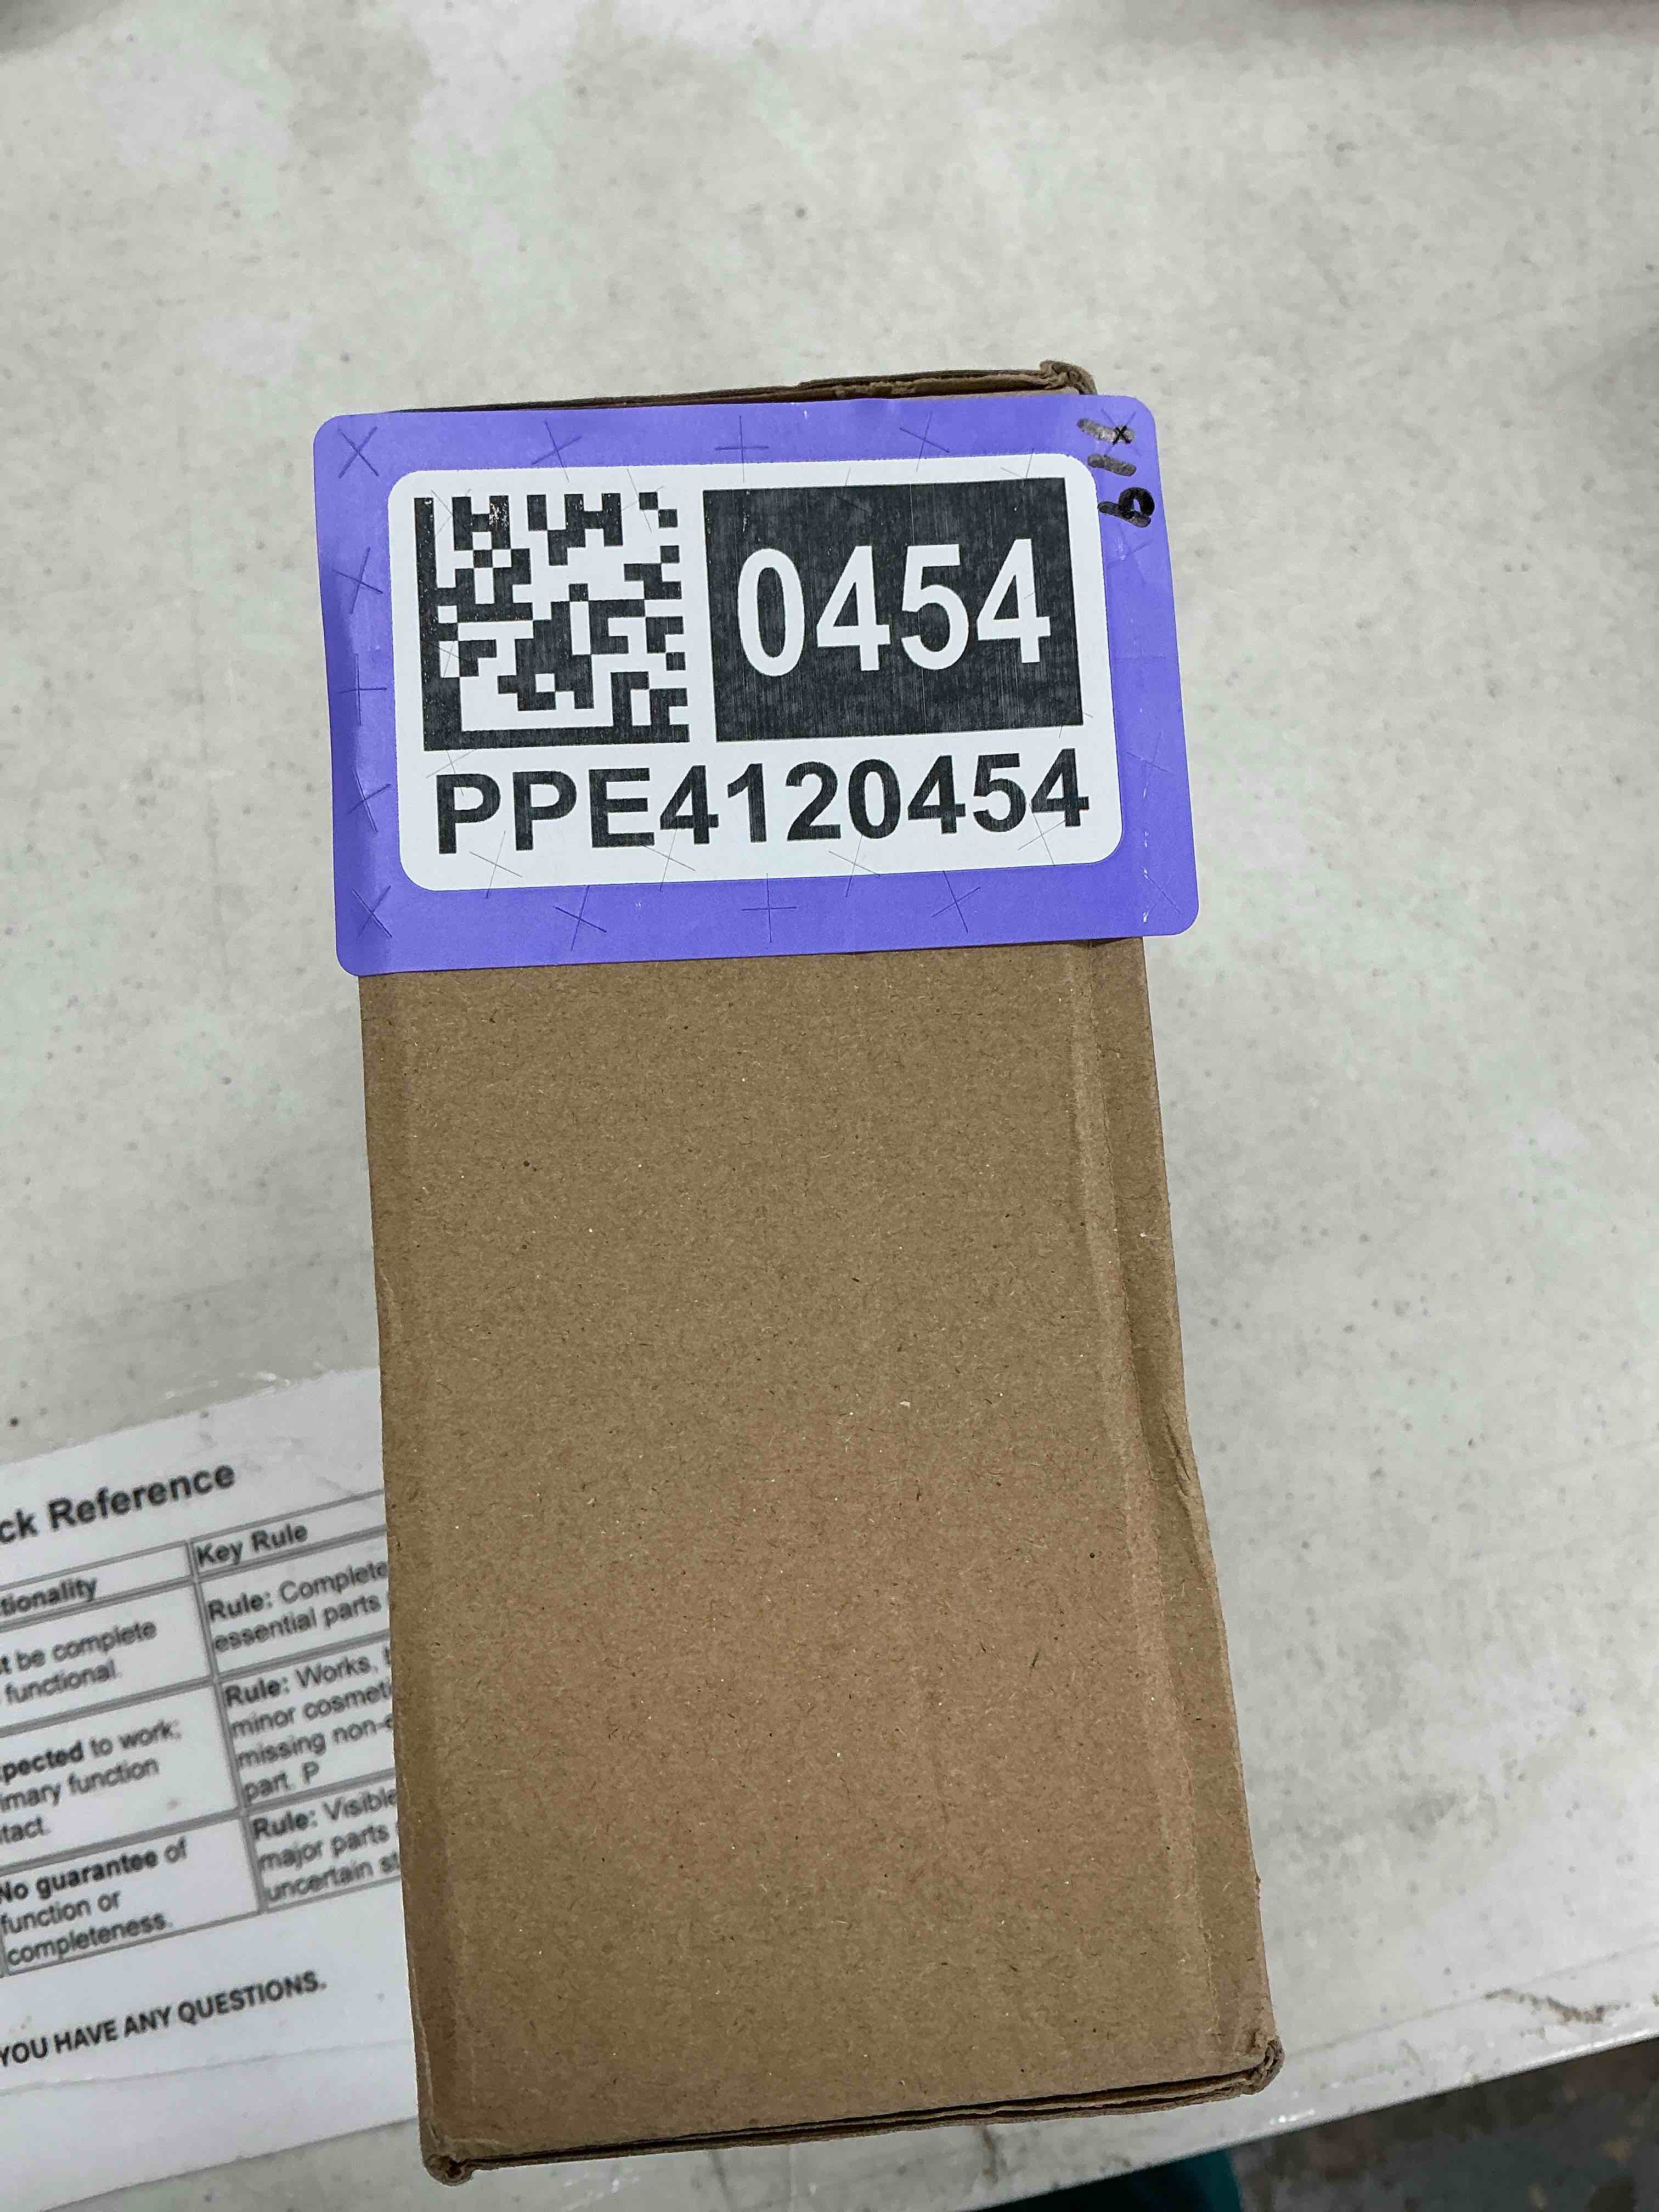 0454
PPE4120454
ck Reference
Key Rule
tionality
Rule: Complete
essential parts
t be complete
functional.
Rule: Works,
minor cosmeti
missing non-
part. P
pected to work;
imary function
tact.
Rule: Visible
major parts
uncertain st
No guarantee of
function or
completeness.
YOU HAVE ANY QUESTIONS.